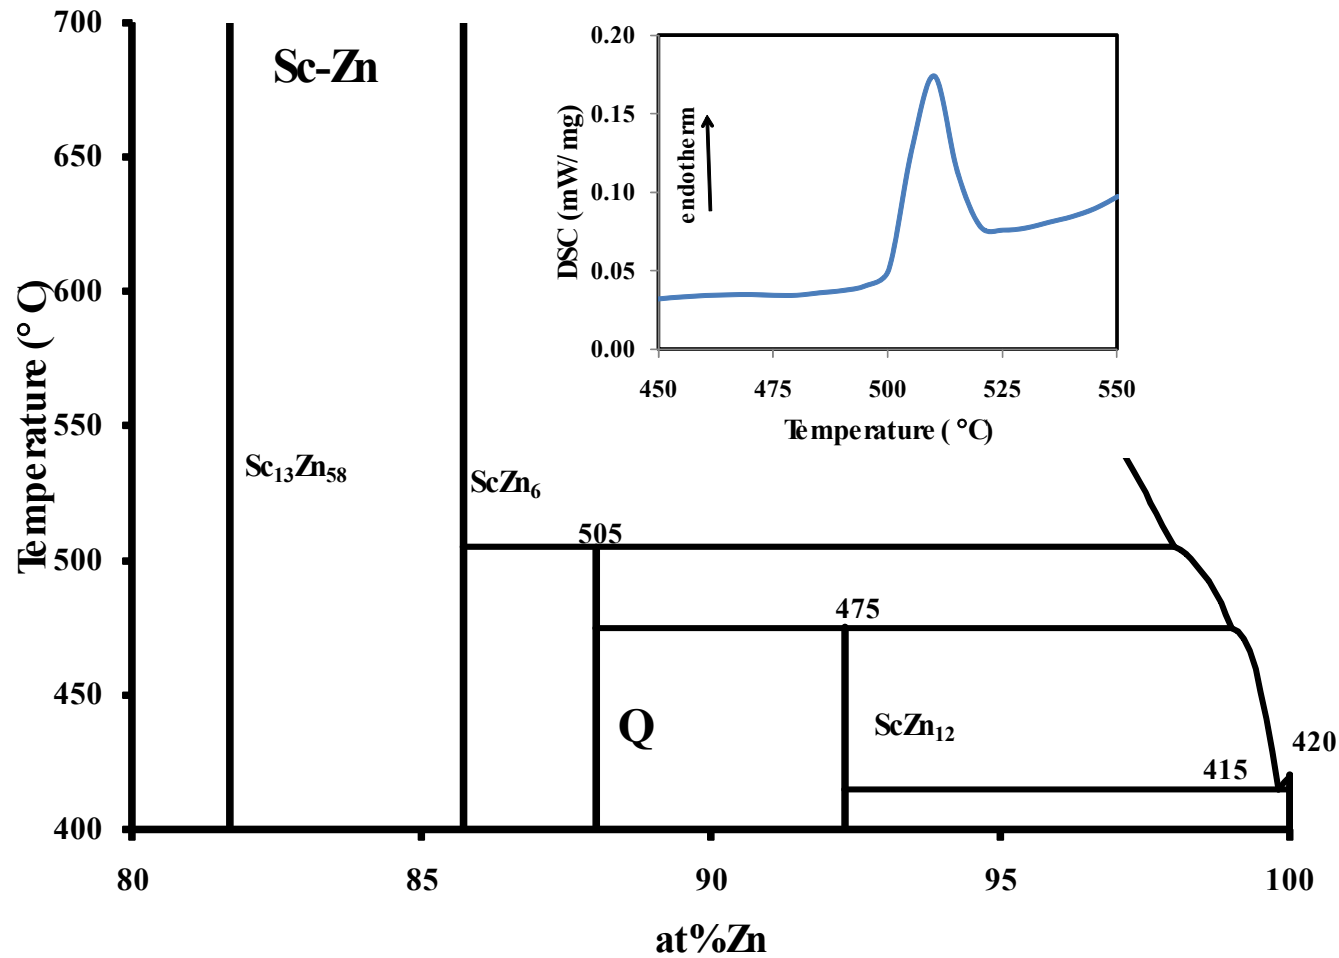 700
Sc-Zn
650
600
550
500
450
400
Temperature (° C)
80
85
90
95
100
at%Zn
Sc₁₃Zn₅₈
ScZn₆
505
475
Q
ScZn₁₂
415
420
0.20
0.15
0.10
0.05
0.00
DSC (mW/mg)
endotherm
450
475
500
525
550
Temperature ( °C)